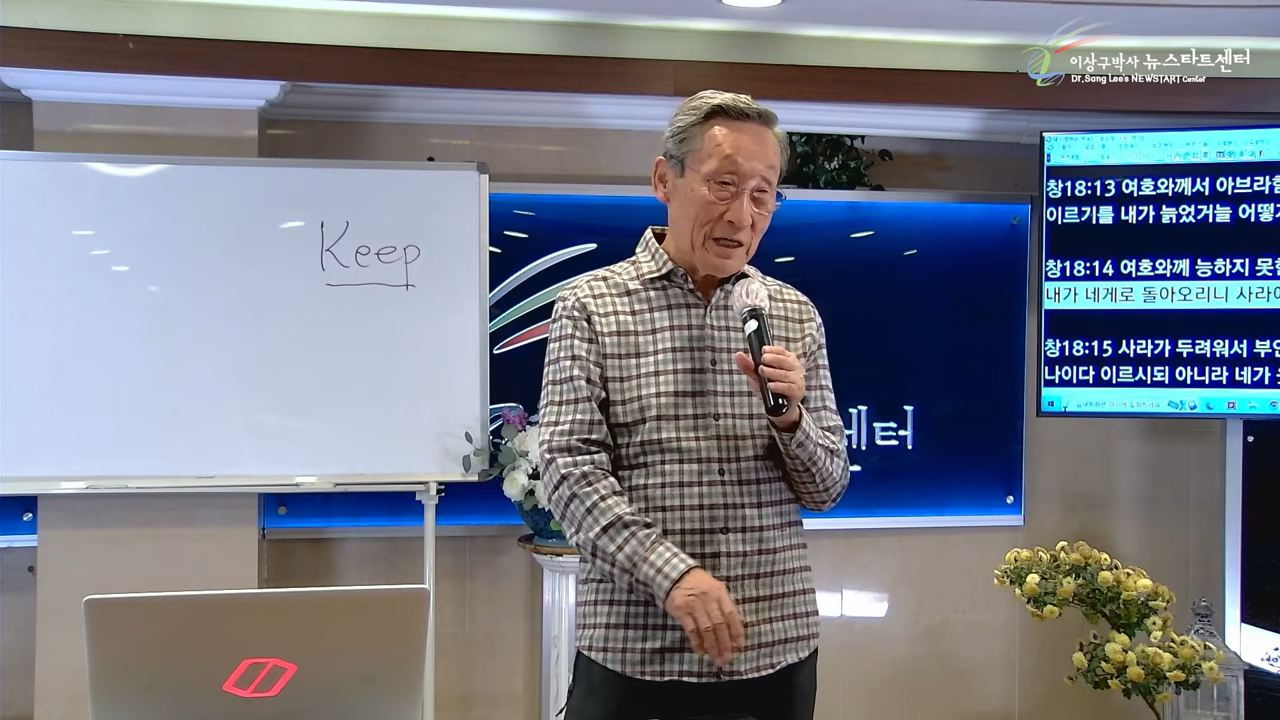 이상구박사 뉴스타트센터
Dr. Sang Lee's NEWSTART Center
Keep
창18:13 여호와께서 아브라함
이르기를 내가 늙었거늘 어떻게
창18:14 여호와께 능하지 못한
내가 네게로 돌아오리니 사라에
창18:15 사라가 두려워서 부인
나이다 이르시되 아니라 네가
센터